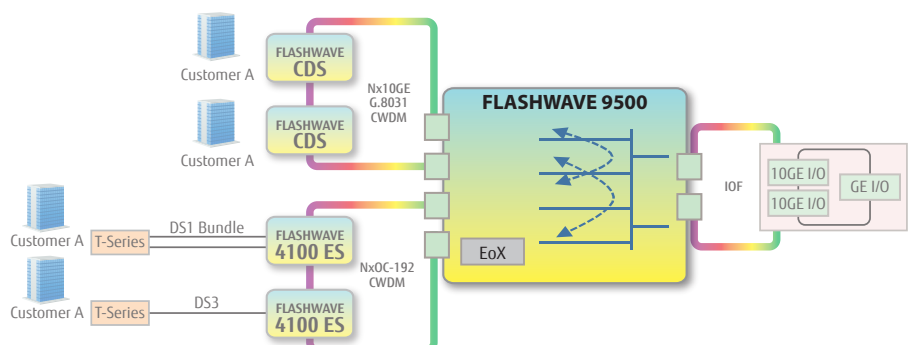 FLASHWAVE
CDS
Customer A
Nx10GE
G.8031
CWDM
FLASHWAVE
CDS
Customer A
FLASHWAVE 9500
IOF
10GE I/O
10GE I/O
GE I/O
Customer A
T-Series
DS1 Bundle
FLASHWAVE
4100 ES
EoX
NxOC-192
CWDM
Customer A
T-Series
DS3
FLASHWAVE
4100 ES